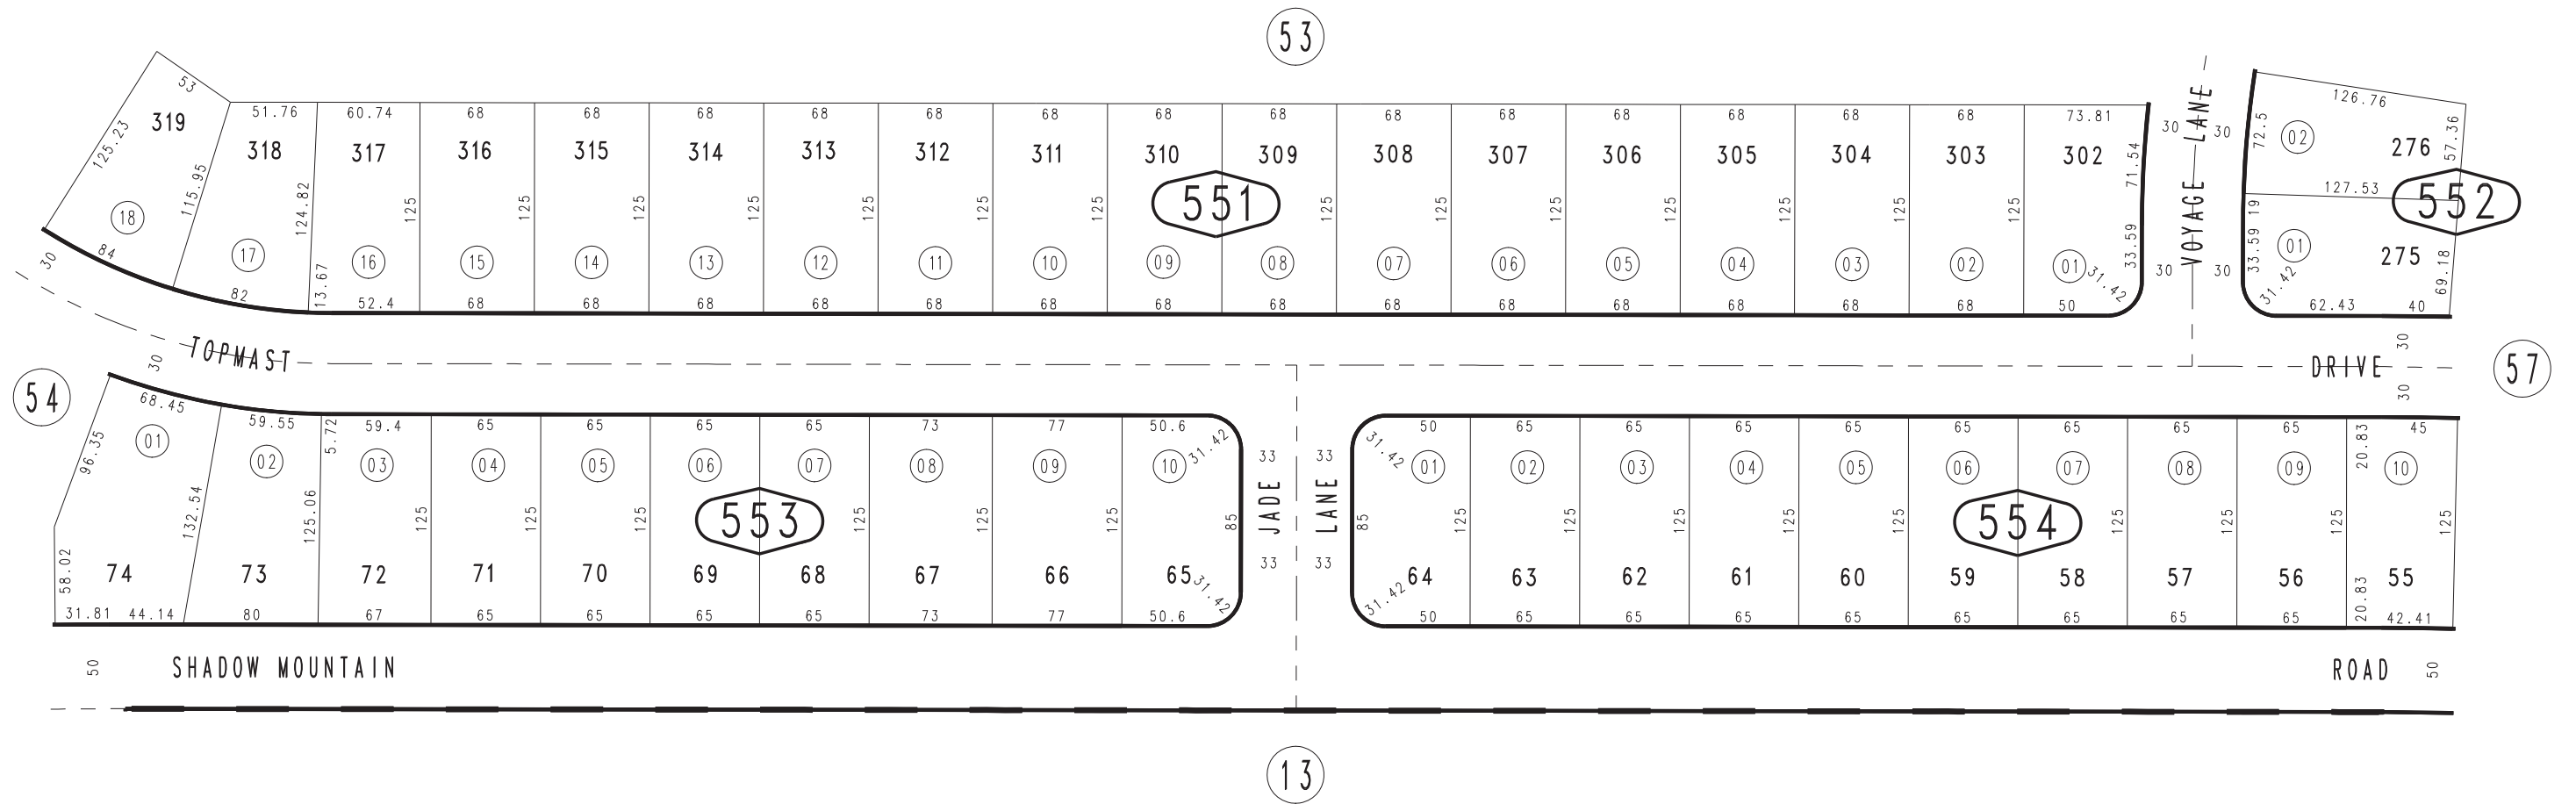 53
53
51.76 60.74 68 68 68 68 68 68 68 68 68 68 68 68 68 68 73.81
126.76
319 318 317 316 315 314 313 312 311 310 309 308 307 306 305 304 303 302
125.23 115.95 124.82 125 125 125 125 125 125 125 125 125 125 125 125 125 125 71.54
30 30 72.5 02 276 57.36
551
127.53
552
VOYAGE LANE
18 17 16 15 14 13 12 11 10 09 08 07 06 05 04 03 02 01
33.59 31.42 30 30 33.59 19 01 31.42 275 69.18
84 82 13.67 52.4 68 68 68 68 68 68 68 68 68 68 68 68 68 68 50
62.43 40
30
30 TOPMAST DRIVE 30 30
54
57
68.45 59.55 5.72 59.4 65 65 65 65 73 77 50.6 31.42
31.42 50 65 65 65 65 65 65 65 65 20.83 45
01 02 03 04 05 06 07 08 09 10
33 33
01 02 03 04 05 06 07 08 09 10
96.35 132.54 125.06 125 125 125 125 125 125 85
JADE LANE
85 125 125 125 125 125 125 125 125
553
554
58.02 74 73 72 71 70 69 68 67 66 65 31.42
33 33
31.42 64 63 62 61 60 59 58 57 56 55
31.81 44.14 80 67 65 65 65 65 73 77 50.6
50 65 65 65 65 65 65 65 65 20.83 42.41
50 SHADOW MOUNTAIN ROAD 50
13